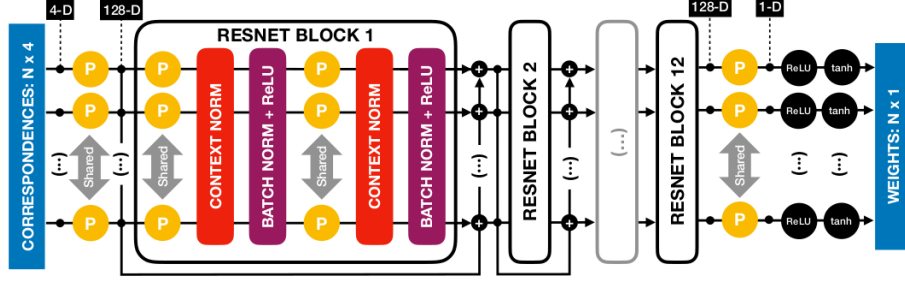 4-D
128-D
128-D
1-D
CORRESPONDENCES: N x 4
P
P
Shared
(...)
P
(...)
RESNET BLOCK 1
P
P
Shared
P
CONTEXT NORM
BATCH NORM + ReLU
P
P
Shared
P
CONTEXT NORM
BATCH NORM + ReLU
+
(...)
+
RESNET BLOCK 2
+
(...)
+
(...)
RESNET BLOCK 12
P
P
Shared
P
ReLU
ReLU
(...)
ReLU
tanh
tanh
(...)
tanh
WEIGHTS: N x 1